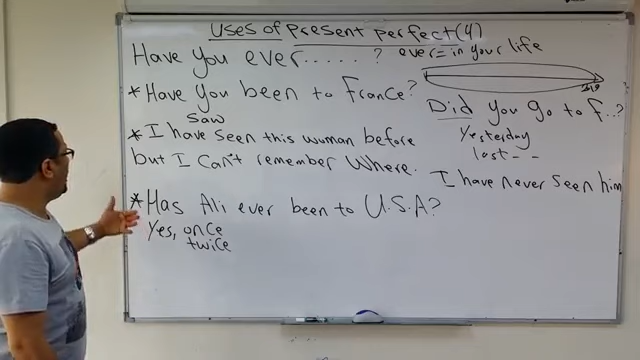 Uses of present perfect (4)
Have you ever.....?
ever = in your life
* Have you been to France?
Did you go to f..?
saw
Yesterday
last - -
* I have seen this wuman before
but I can't remember Where.
I have never seen him
* Has Ali ever been to U.S.A?
Yes, once
twice